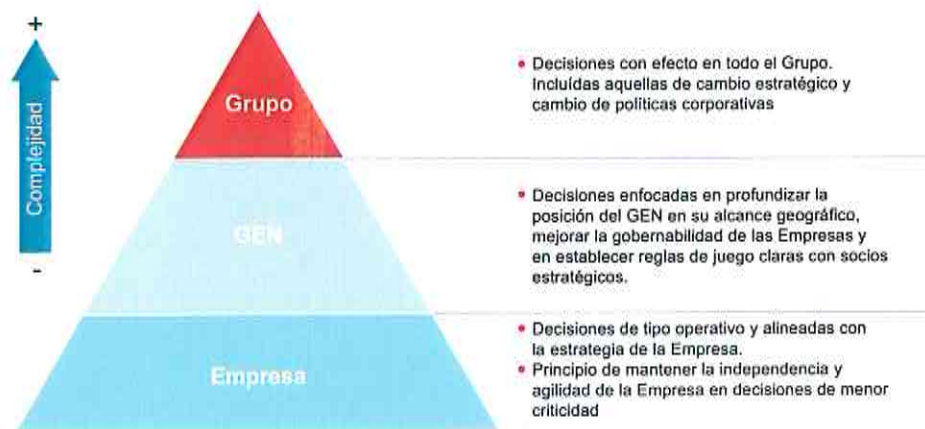 +
Complejidad
-
Grupo
GEN
Empresa
• Decisiones con efecto en todo el Grupo.
Incluídas aquellas de cambio estratégico y
cambio de políticas corporativas
• Decisiones enfocadas en profundizar la
posición del GEN en su alcance geográfico,
mejorar la gobernabilidad de las Empresas y
en establecer reglas de juego claras con socios
estratégicos.
• Decisiones de tipo operativo y alineadas con
la estrategia de la Empresa.
• Principio de mantener la independencia y
agilidad de la Empresa en decisiones de menor
criticidad